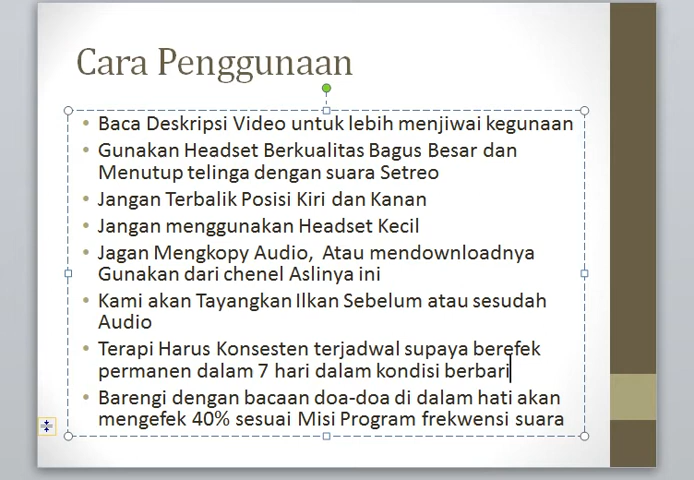 Cara Penggunaan
• Baca Deskripsi Video untuk lebih menjiwai kegunaan
• Gunakan Headset Berkualitas Bagus Besar dan
Menutup telinga dengan suara Setreo
• Jangan Terbalik Posisi Kiri dan Kanan
• Jangan menggunakan Headset Kecil
• Jagan Mengkopy Audio, Atau mendownloadnya
Gunakan dari chenel Aslinya ini
• Kami akan Tayangkan Ilkan Sebelum atau sesudah
Audio
• Terapi Harus Konsesten terjadwal supaya berefek
permanen dalam 7 hari dalam kondisi berbari
• Barengi dengan bacaan doa-doa di dalam hati akan
mengefek 40% sesuai Misi Program frekwensi suara